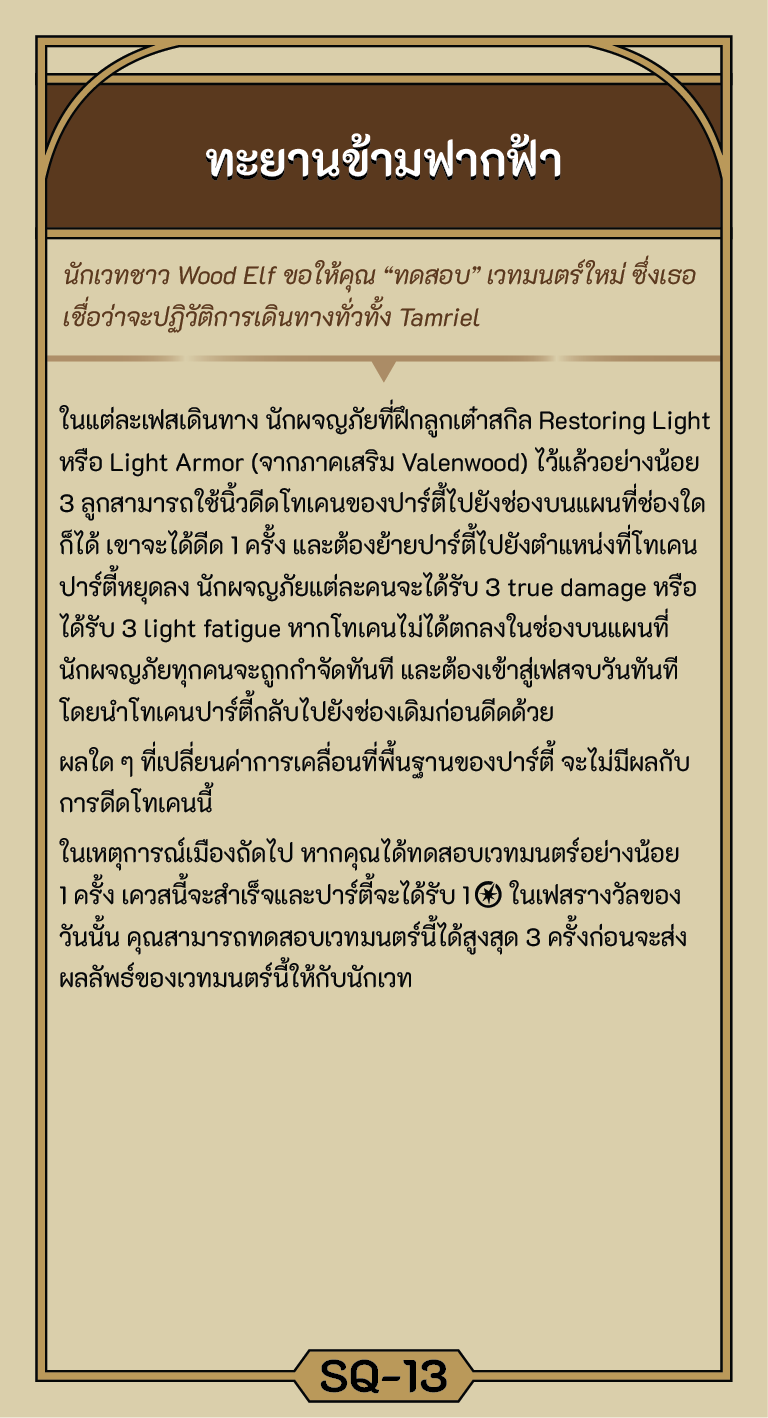 ทะยานข้ามฟากฟ้า
นักเวทชาว Wood Elf ขอให้คุณ “ทดสอบ” เวทมนตร์ใหม่ ซึ่งเธอ
เชื่อว่าจะปฏิวัติการเดินทางทั่วทั้ง Tamriel
ในแต่ละเฟสเดินทาง นักผจญภัยที่ฝึกลูกเต๋าสกิล Restoring Light
หรือ Light Armor (จากภาคเสริม Valenwood) ไว้แล้วอย่างน้อย
3 ลูกสามารถใช้นิ้วดีดโทเคนของปาร์ตี้ไปยังช่องบนแผนที่ช่องใด
ก็ได้ เขาจะได้ดีด 1 ครั้ง และต้องย้ายปาร์ตี้ไปยังตำแหน่งที่โทเคน
ปาร์ตี้หยุดลง นักผจญภัยแต่ละคนจะได้รับ 3 true damage หรือ
ได้รับ 3 light fatigue หากโทเคนไม่ได้ตกลงในช่องบนแผนที่
นักผจญภัยทุกคนจะถูกกำจัดทันที และต้องเข้าสู่เฟสจบวันทันที
โดยนำโทเคนปาร์ตี้กลับไปยังช่องเดิมก่อนดีดด้วย
ผลใด ๆ ที่เปลี่ยนค่าการเคลื่อนที่พื้นฐานของปาร์ตี้ จะไม่มีผลกับ
การดีดโทเคนนี้
ในเหตุการณ์เมืองถัดไป หากคุณได้ทดสอบเวทมนตร์อย่างน้อย
1 ครั้ง เควสนี้จะสำเร็จและปาร์ตี้จะได้รับ 1 ในเฟสรางวัลของ
วันนั้น คุณสามารถทดสอบเวทมนตร์นี้ได้สูงสุด 3 ครั้งก่อนจะส่ง
ผลลัพธ์ของเวทมนตร์นี้ให้กับนักเวท
SQ-13